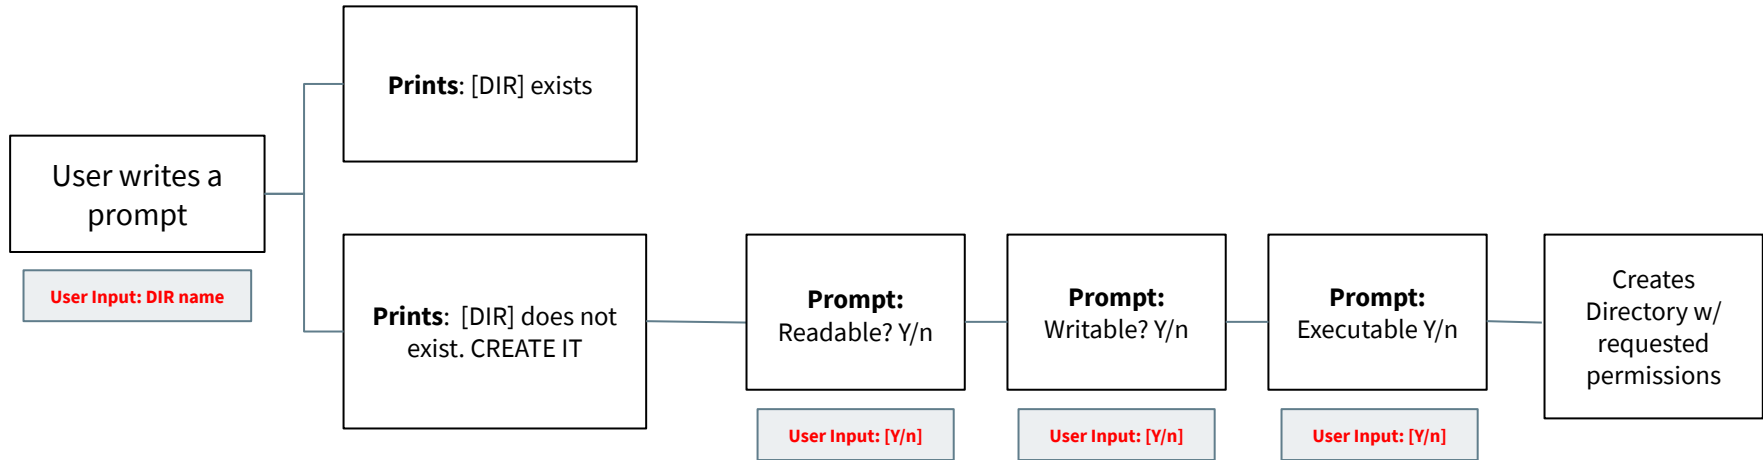 Prints: [DIR] exists
User writes a
prompt
User Input: DIR name
Prints: [DIR] does not
exist. CREATE IT
Prompt:
Readable? Y/n
User Input: [Y/n]
Prompt:
Writable? Y/n
User Input: [Y/n]
Prompt:
Executable Y/n
User Input: [Y/n]
Creates
Directory w/
requested
permissions